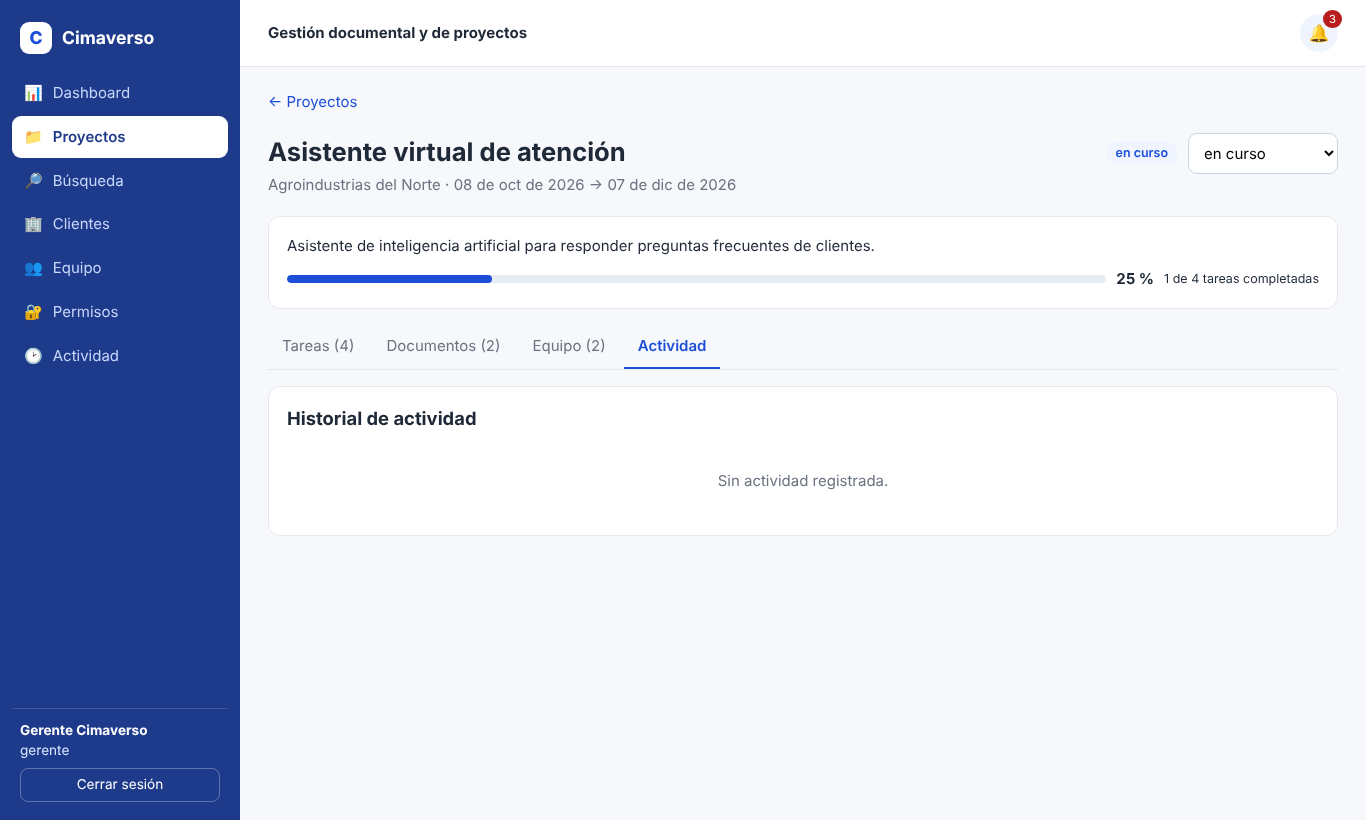 C Cimaverso
Dashboard
Proyectos
Búsqueda
Clientes
Equipo
Permisos
Actividad
Gerente Cimaverso
gerente
Cerrar sesión
Gestión documental y de proyectos
3
← Proyectos
Asistente virtual de atención
en curso
en curso
Agroindustrias del Norte · 08 de oct de 2026 → 07 de dic de 2026
Asistente de inteligencia artificial para responder preguntas frecuentes de clientes.
25 % 1 de 4 tareas completadas
Tareas (4) Documentos (2) Equipo (2) Actividad
Historial de actividad
Sin actividad registrada.